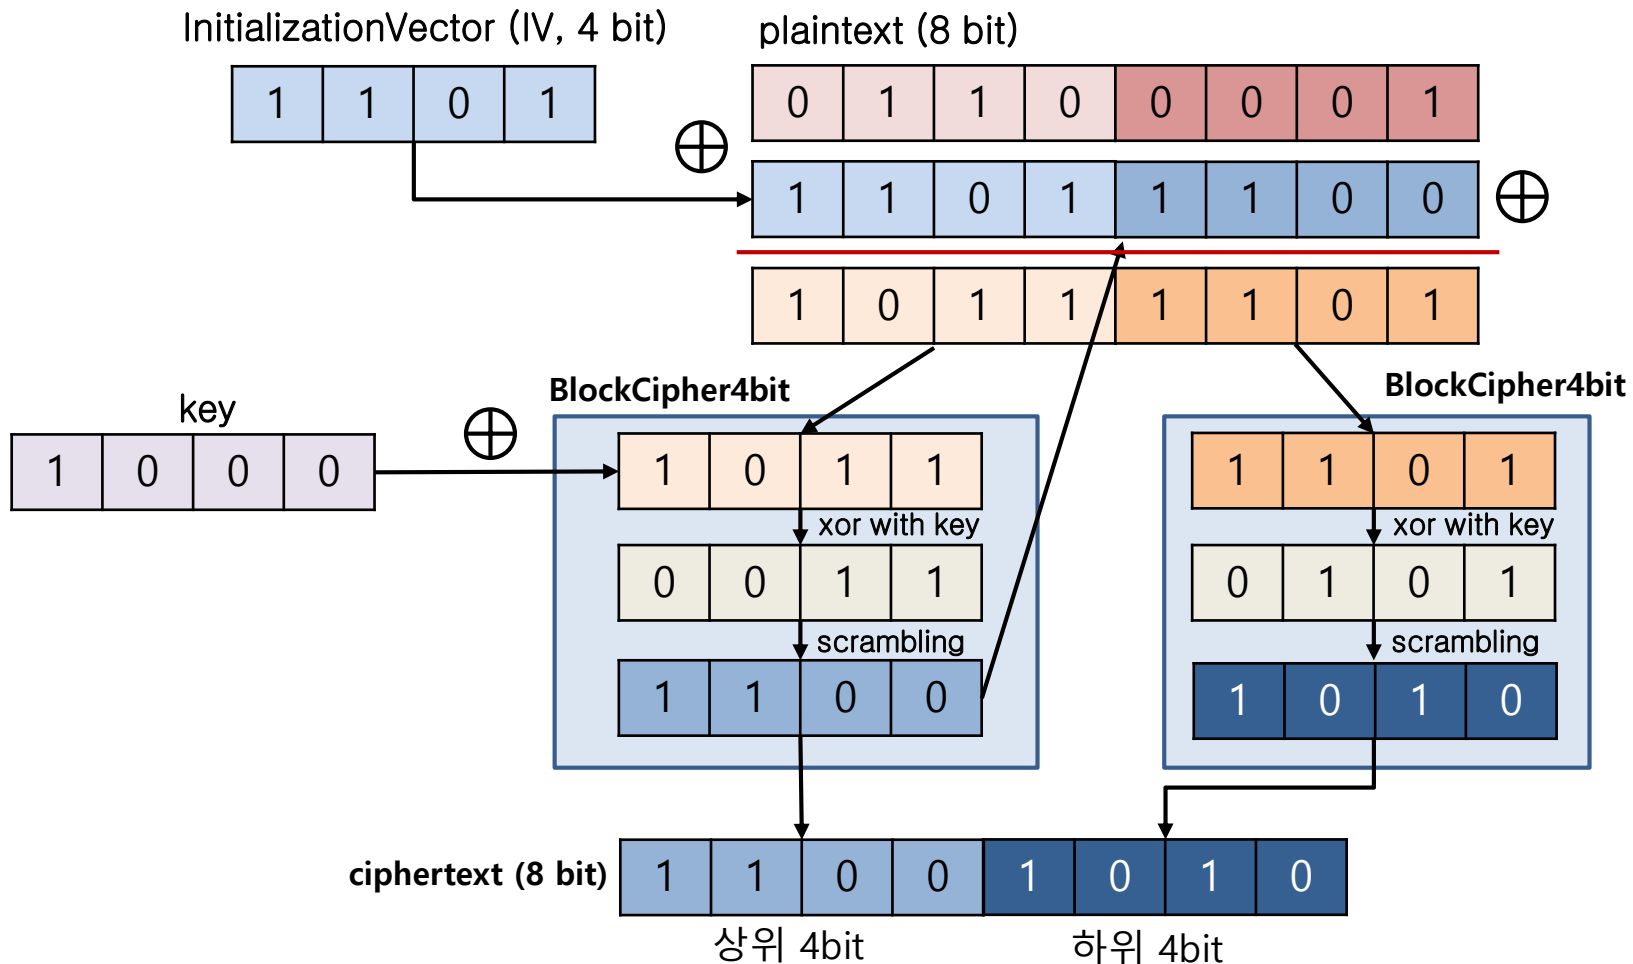 InitializationVector (IV, 4 bit)
plaintext (8 bit)
1 1 0 1
0 1 1 0 0 0 0 1
1 1 0 1 1 1 0 0
1 0 1 1 1 1 0 1
BlockCipher4bit
BlockCipher4bit
key
1 0 0 0
1 0 1 1
1 1 0 1
xor with key
xor with key
0 0 1 1
0 1 0 1
scrambling
scrambling
1 1 0 0
1 0 1 0
ciphertext (8 bit)
1 1 0 0 1 0 1 0
상위 4bit
하위 4bit